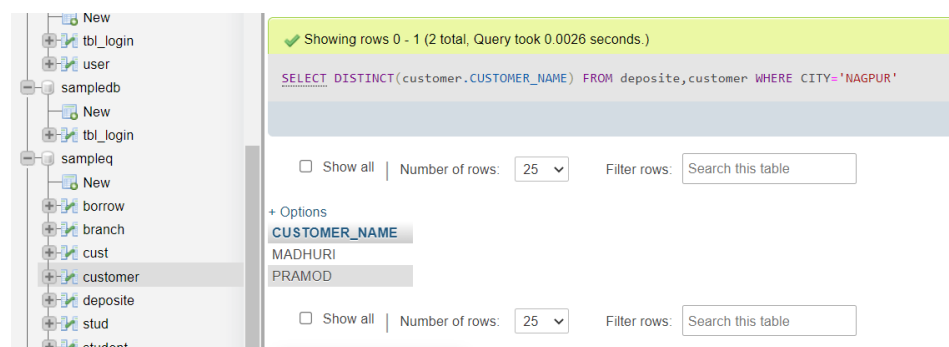 New
tbl_login
user
sampledb
New
tbl_login
sampleq
New
borrow
branch
cust
customer
deposite
stud
student
Showing rows 0 - 1 (2 total, Query took 0.0026 seconds.)
SELECT DISTINCT(customer.CUSTOMER_NAME) FROM deposite,customer WHERE CITY='NAGPUR'
Show all | Number of rows: 25 Filter rows: Search this table
+ Options
CUSTOMER_NAME
MADHURI
PRAMOD
Show all | Number of rows: 25 Filter rows: Search this table